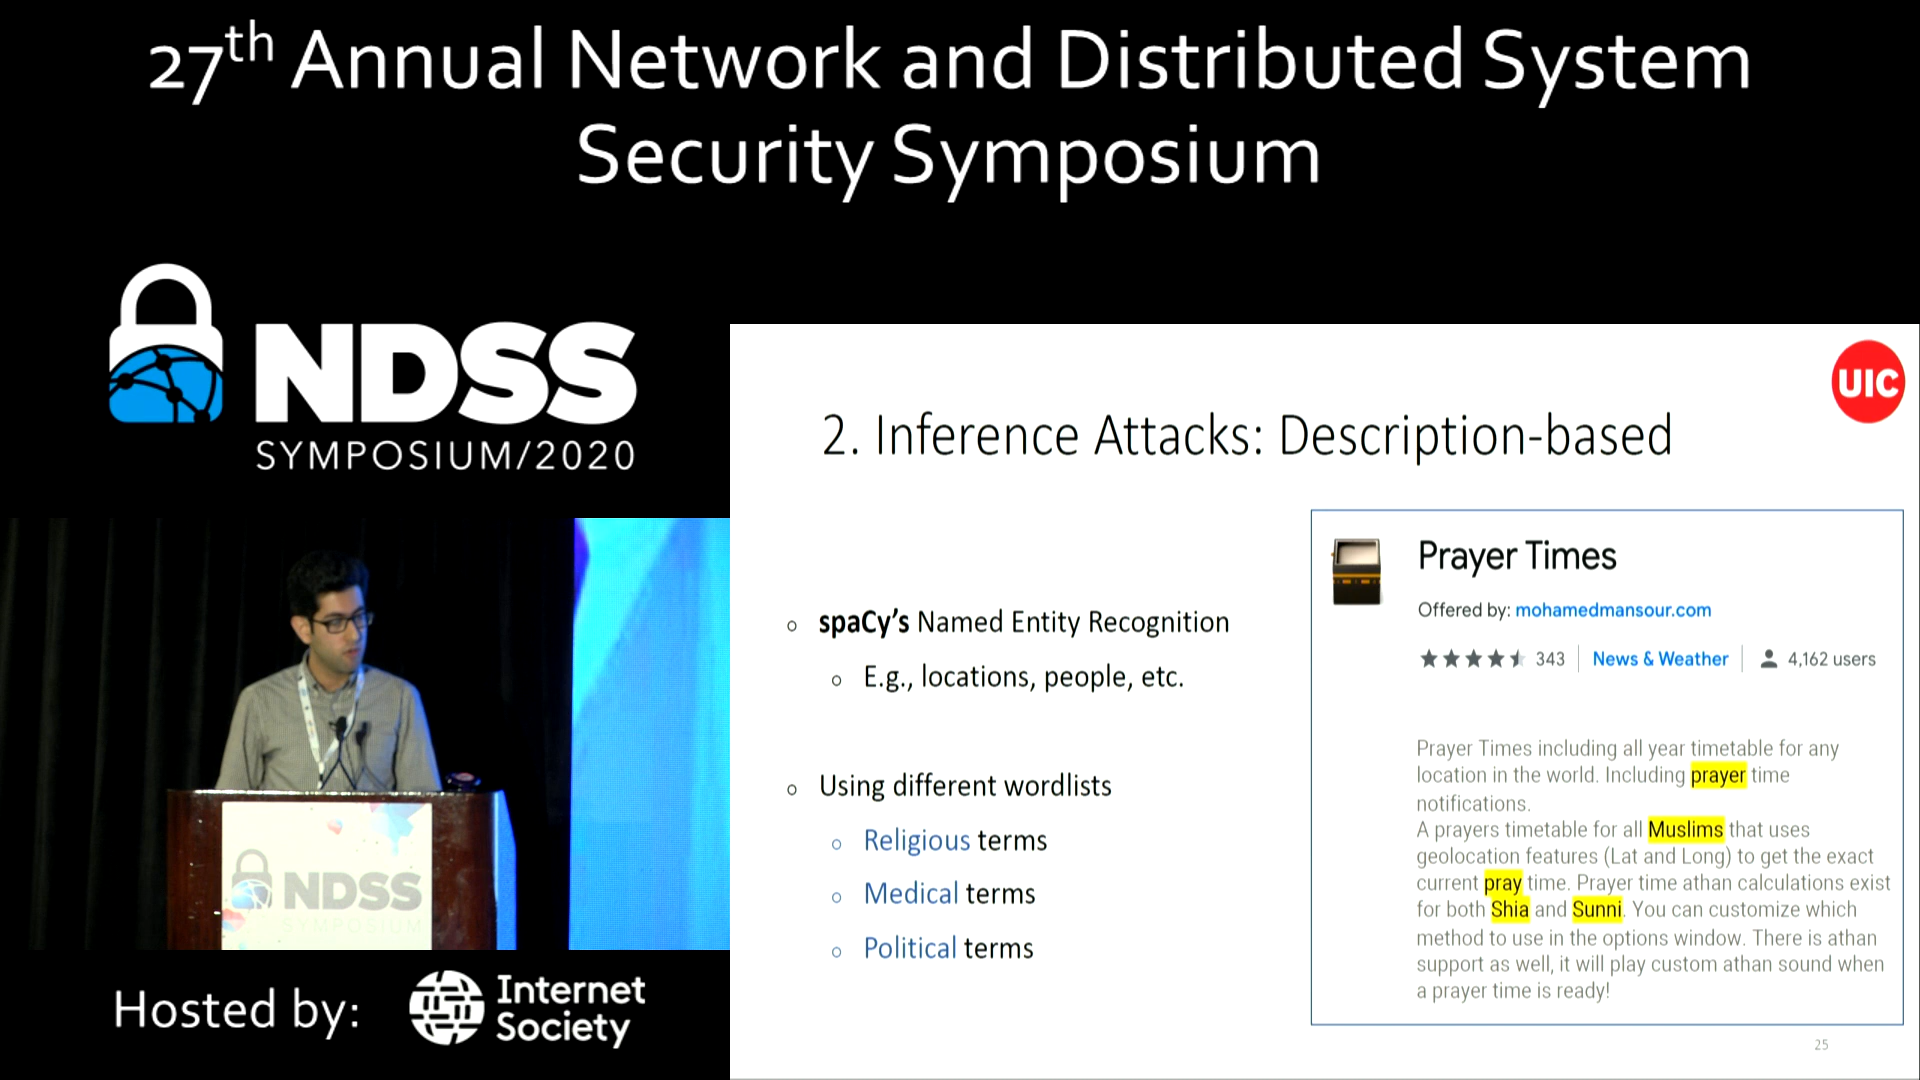 27th Annual Network and Distributed System
Security Symposium
NDSS
SYMPOSIUM/2020
UIC
2. Inference Attacks: Description-based
spaCy's Named Entity Recognition
E.g., locations, people, etc.
Using different wordlists
Religious terms
Medical terms
Political terms
Prayer Times
Offered by: mohamedmansour.com
343
News & Weather
4,162 users
Prayer Times including all year timetable for any
location in the world. Including prayer time
notifications.
A prayers timetable for all Muslims that uses
geolocation features (Lat and Long) to get the exact
current pray time. Prayer time athan calculations exist
for both Shia and Sunni. You can customize which
method to use in the options window. There is athan
support as well, it will play custom athan sound when
a prayer time is ready!
25
NDSS
SYMPOSIUM
Hosted by:
Internet
Society